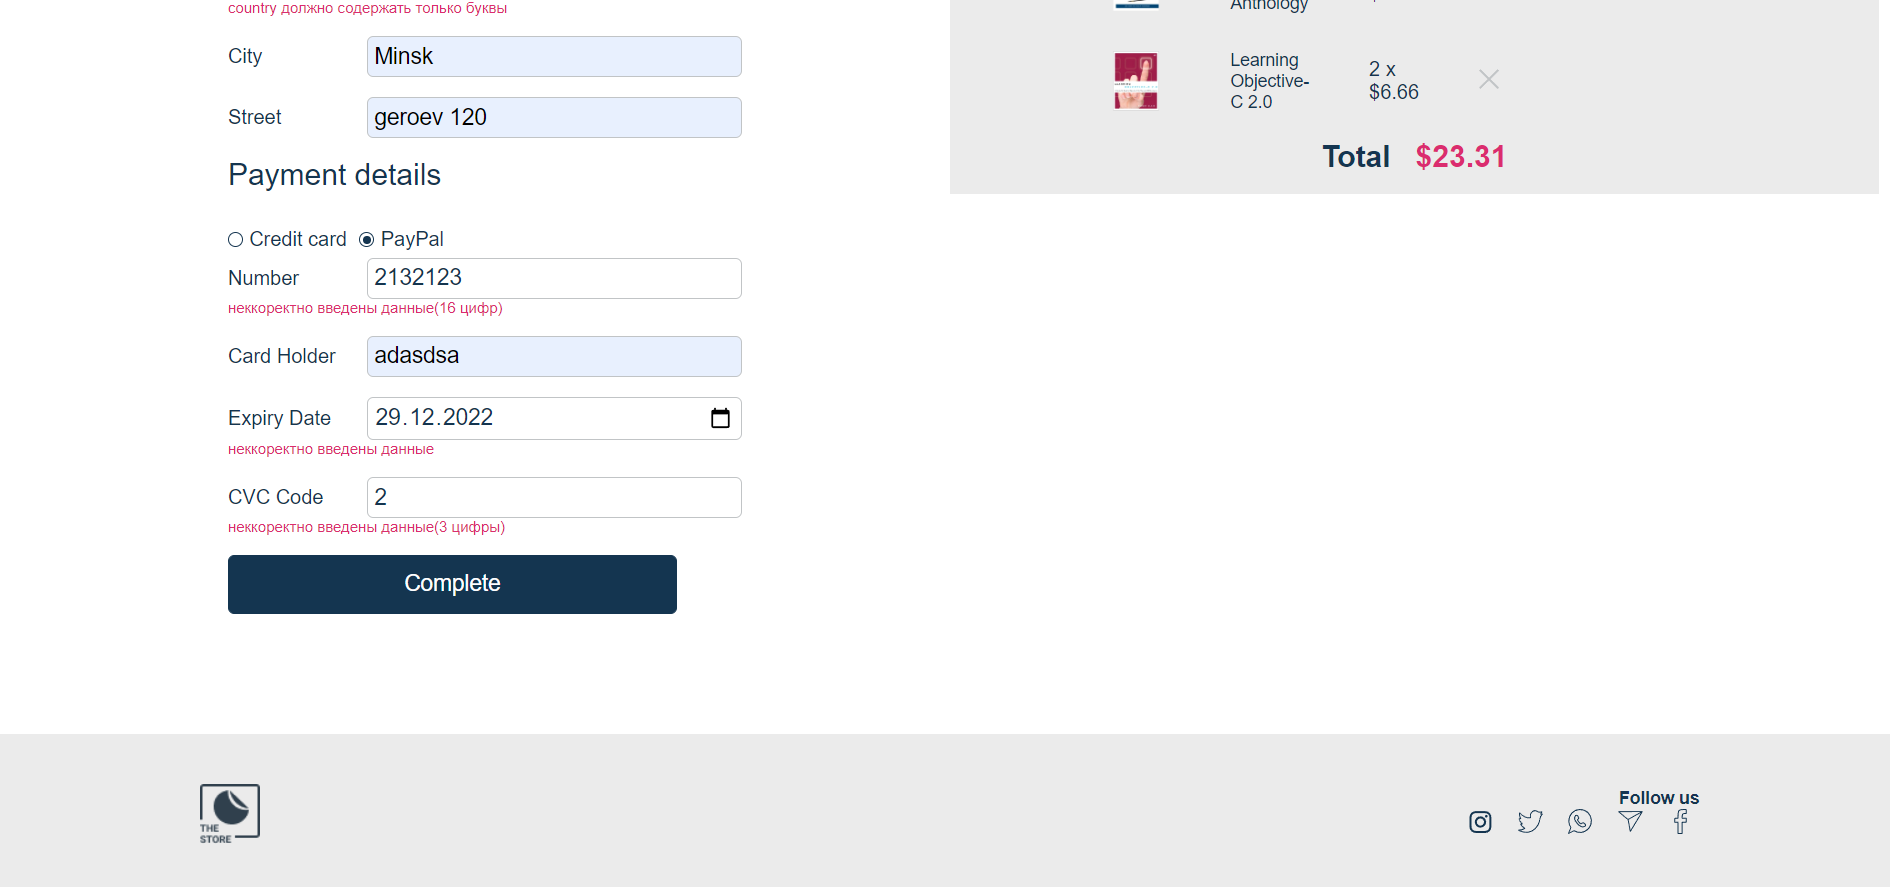 country должно содержать только буквы
City
Minsk
Street
geroev 120
Payment details
Credit card
PayPal
Number
2132123
неккоректно введены данные(16 цифр)
Card Holder
adasdsa
Expiry Date
29.12.2022
неккоректно введены данные
CVC Code
2
неккоректно введены данные(3 цифры)
Complete
Anthology
Learning
Objective-
C 2.0
2 x
$6.66
Total $23.31
THE
STORE
Follow us